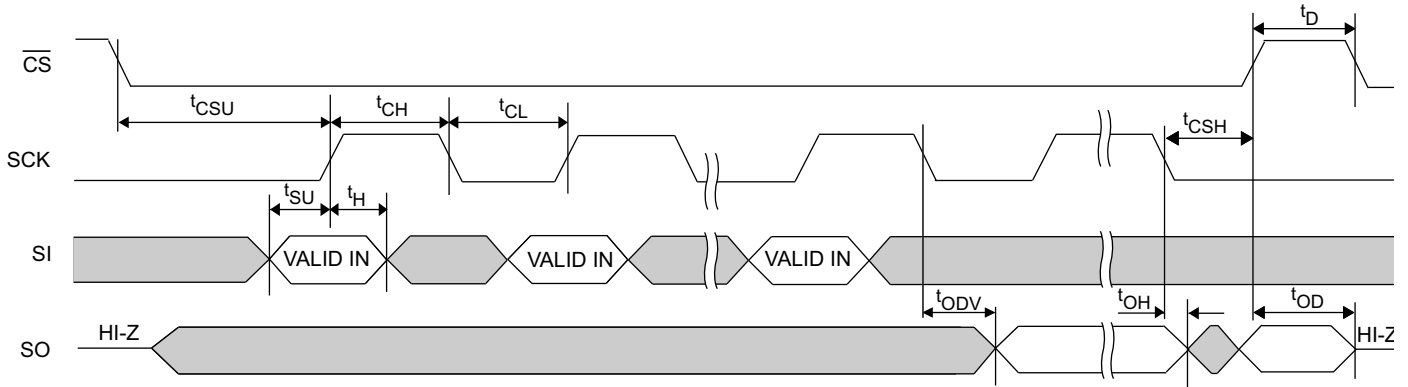 tD
CS
tCSU
tCH
tCL
tCSH
SCK
tSU
tH
SI
VALID IN
VALID IN
VALID IN
tODV
tOH
tOD
HI-Z
HI-Z
SO